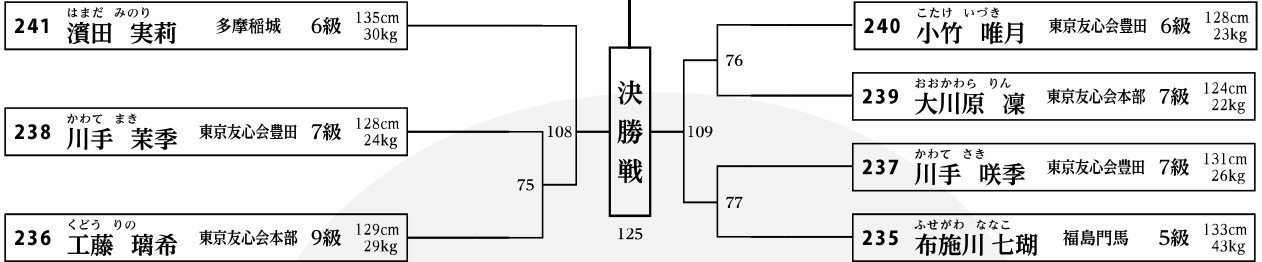 241 はまだ みのり
濱田 実莉 多摩稲城 6級 135cm 30kg
238 かわて まき
川手 茉季 東京友心会豊田 7級 128cm 24kg
236 くどう りの
工藤 璃希 東京友心会本部 9級 129cm 29kg
75
108
決勝戦
125
109
76
77
240 こたけ いづき
小竹 唯月 東京友心会豊田 6級 128cm 23kg
239 おおかわら りん
大川原 凜 東京友心会本部 7級 124cm 22kg
237 かわて さき
川手 咲季 東京友心会豊田 7級 131cm 26kg
235 ふせがわ ななこ
布施川 七瑚 福島門馬 5級 133cm 43kg